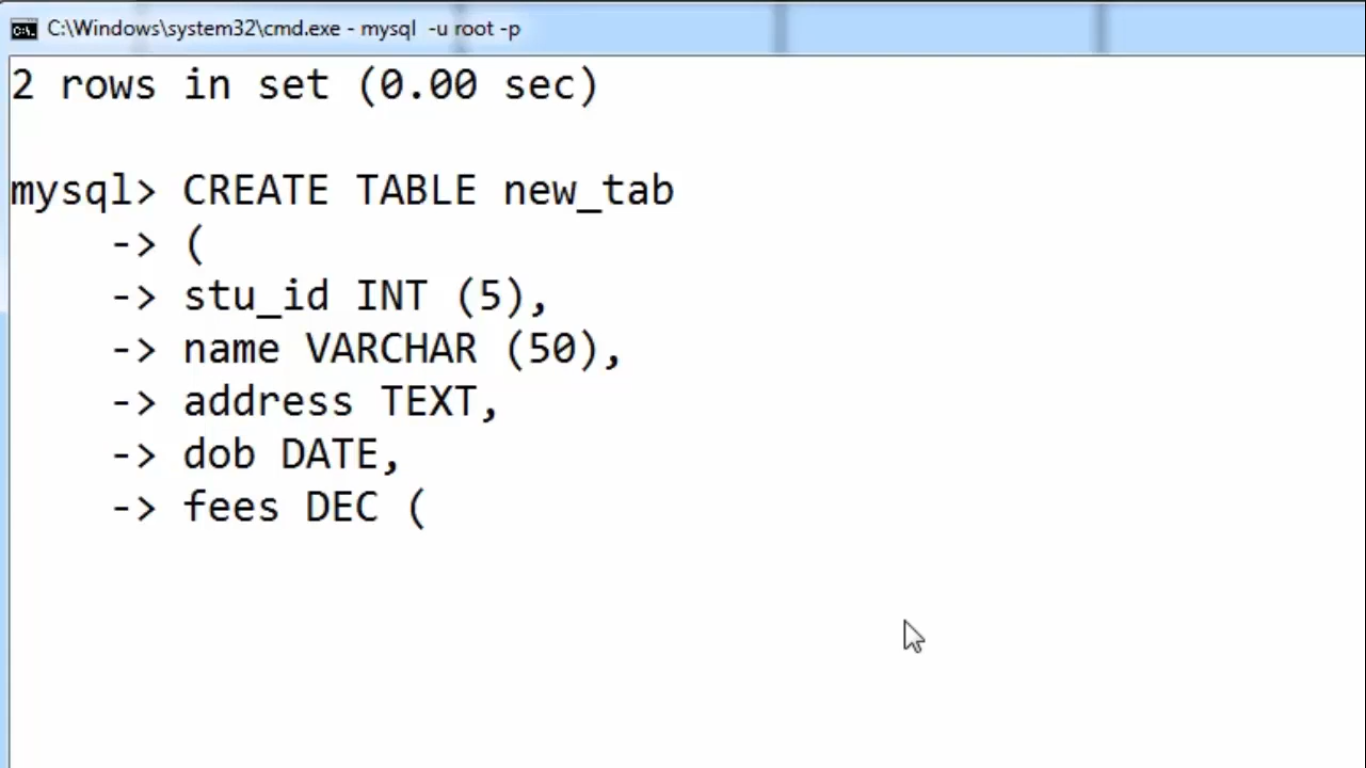 C:\Windows\system32\cmd.exe - mysql  -u root -p
2 rows in set (0.00 sec)
mysql> CREATE TABLE new_tab
    -> (
    -> stu_id INT (5),
    -> name VARCHAR (50),
    -> address TEXT,
    -> dob DATE,
    -> fees DEC (